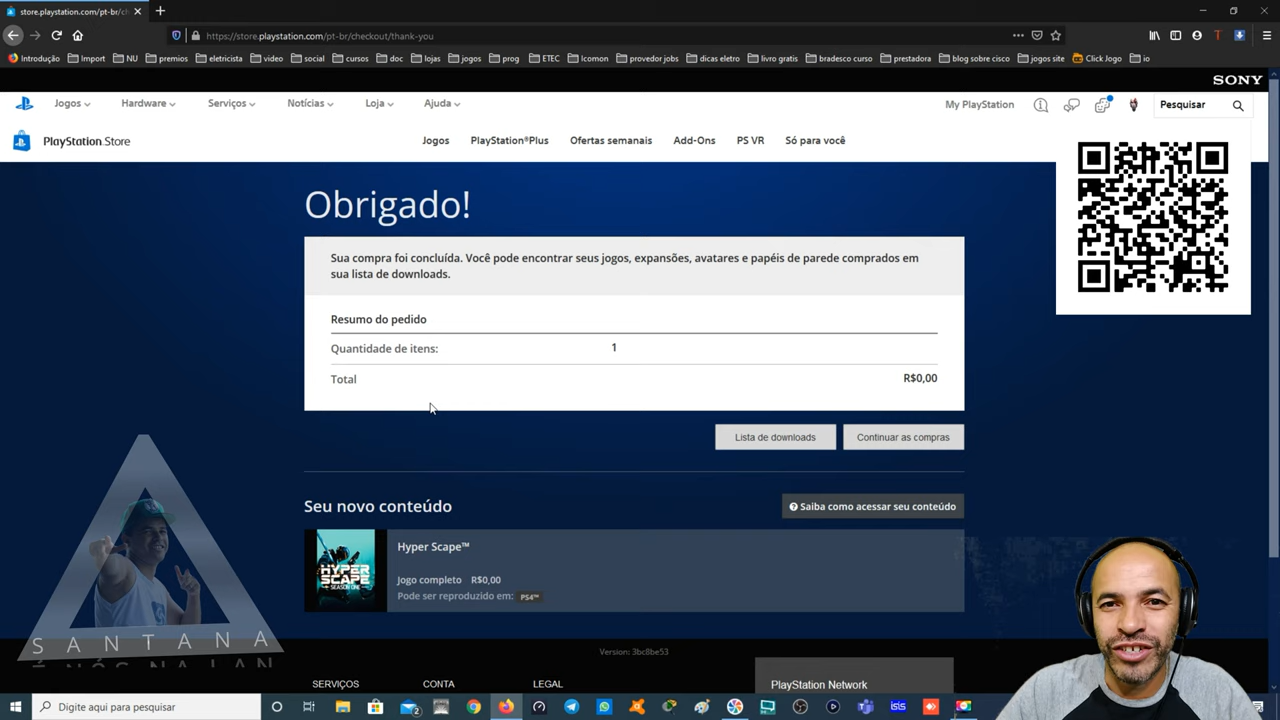 store.playstation.com/pt-br/ch
https://store.playstation.com/pt-br/checkout/thank-you
Introdução Import NU premios eletricista video social cursos doc lojas jogos prog ETEC Icomon provedor jobs dicas eletro livro gratis bradesco curso prestadora blog sobre cisco jogos site Click Jogo io
SONY
Jogos Hardware Serviços Notícias Loja Ajuda My PlayStation Pesquisar
PlayStation Store Jogos PlayStation®Plus Ofertas semanais Add-Ons PS VR Só para você
Obrigado!
Sua compra foi concluída. Você pode encontrar seus jogos, expansões, avatares e papéis de parede comprados em
sua lista de downloads.
Resumo do pedido
Quantidade de itens: 1
Total R$0,00
Lista de downloads Continuar as compras
Seu novo conteúdo Saiba como acessar seu conteúdo
Hyper Scape™
HYPER
SCAPE
SEASON ONE
Jogo completo R$0,00
Pode ser reproduzido em: PS4™
SANTANA
É NÓS NA LAN
Version: 3bc8be53
SERVIÇOS CONTA LEGAL PlayStation Network
Digite aqui para pesquisar